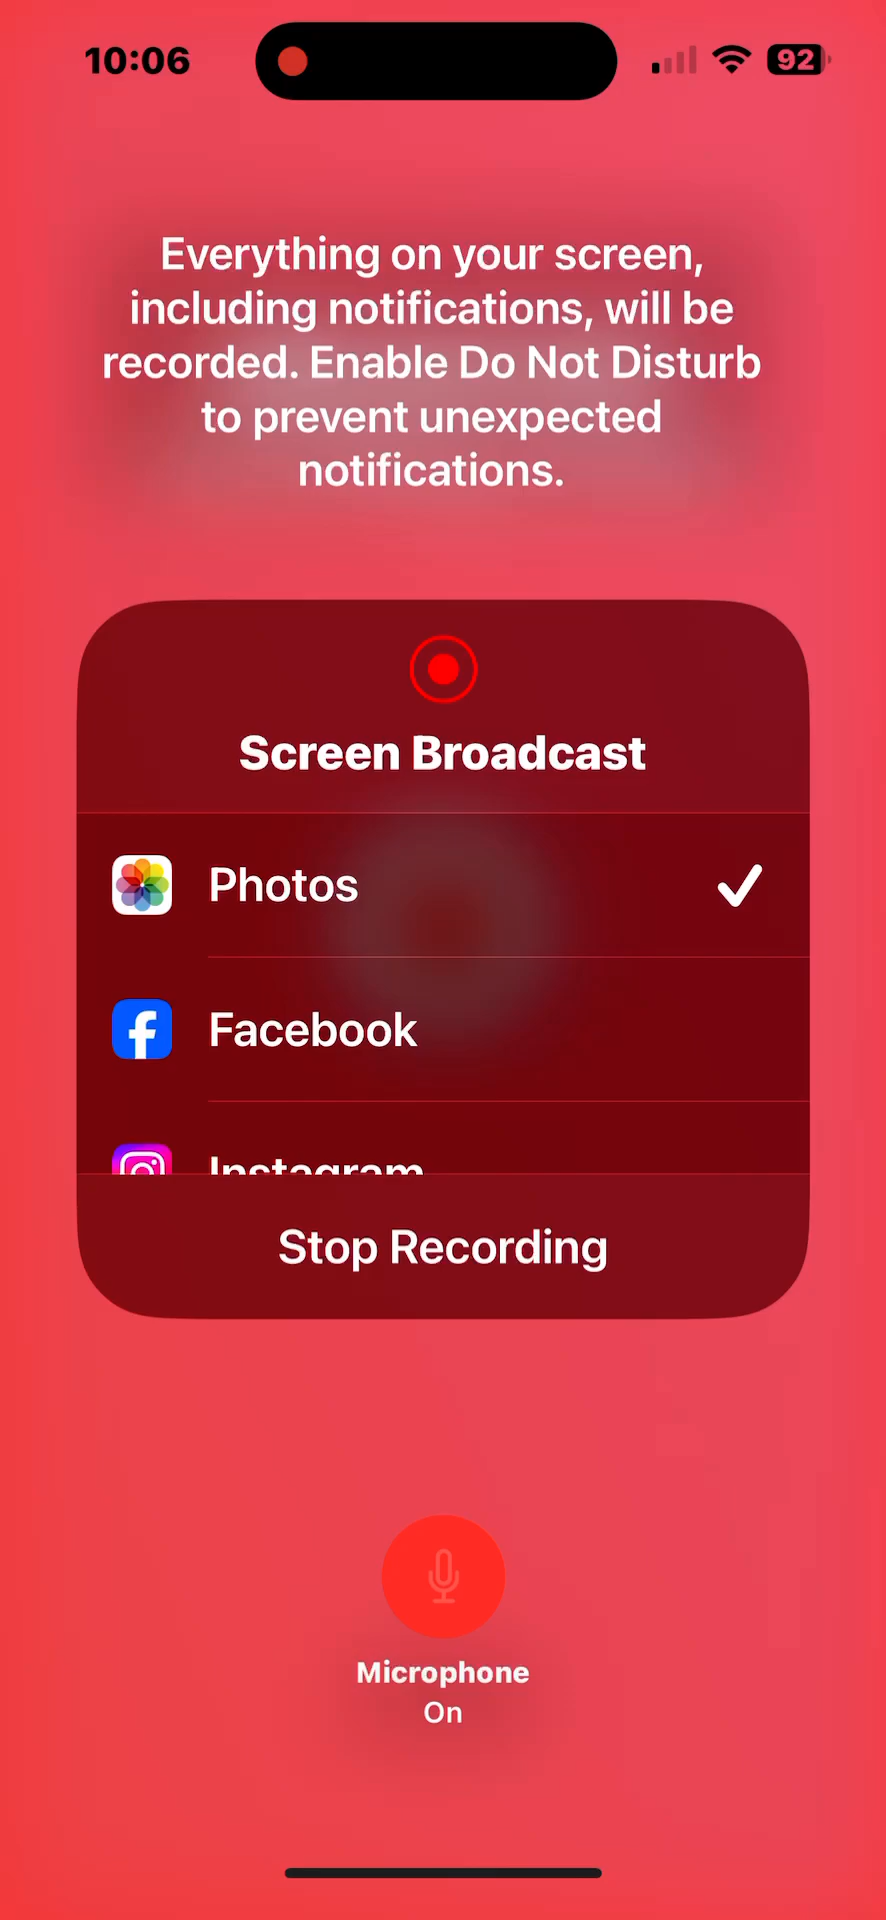 10:06
92
Everything on your screen,
including notifications, will be
recorded. Enable Do Not Disturb
to prevent unexpected
notifications.
Screen Broadcast
Photos
Facebook
Instagram
Stop Recording
Microphone
On